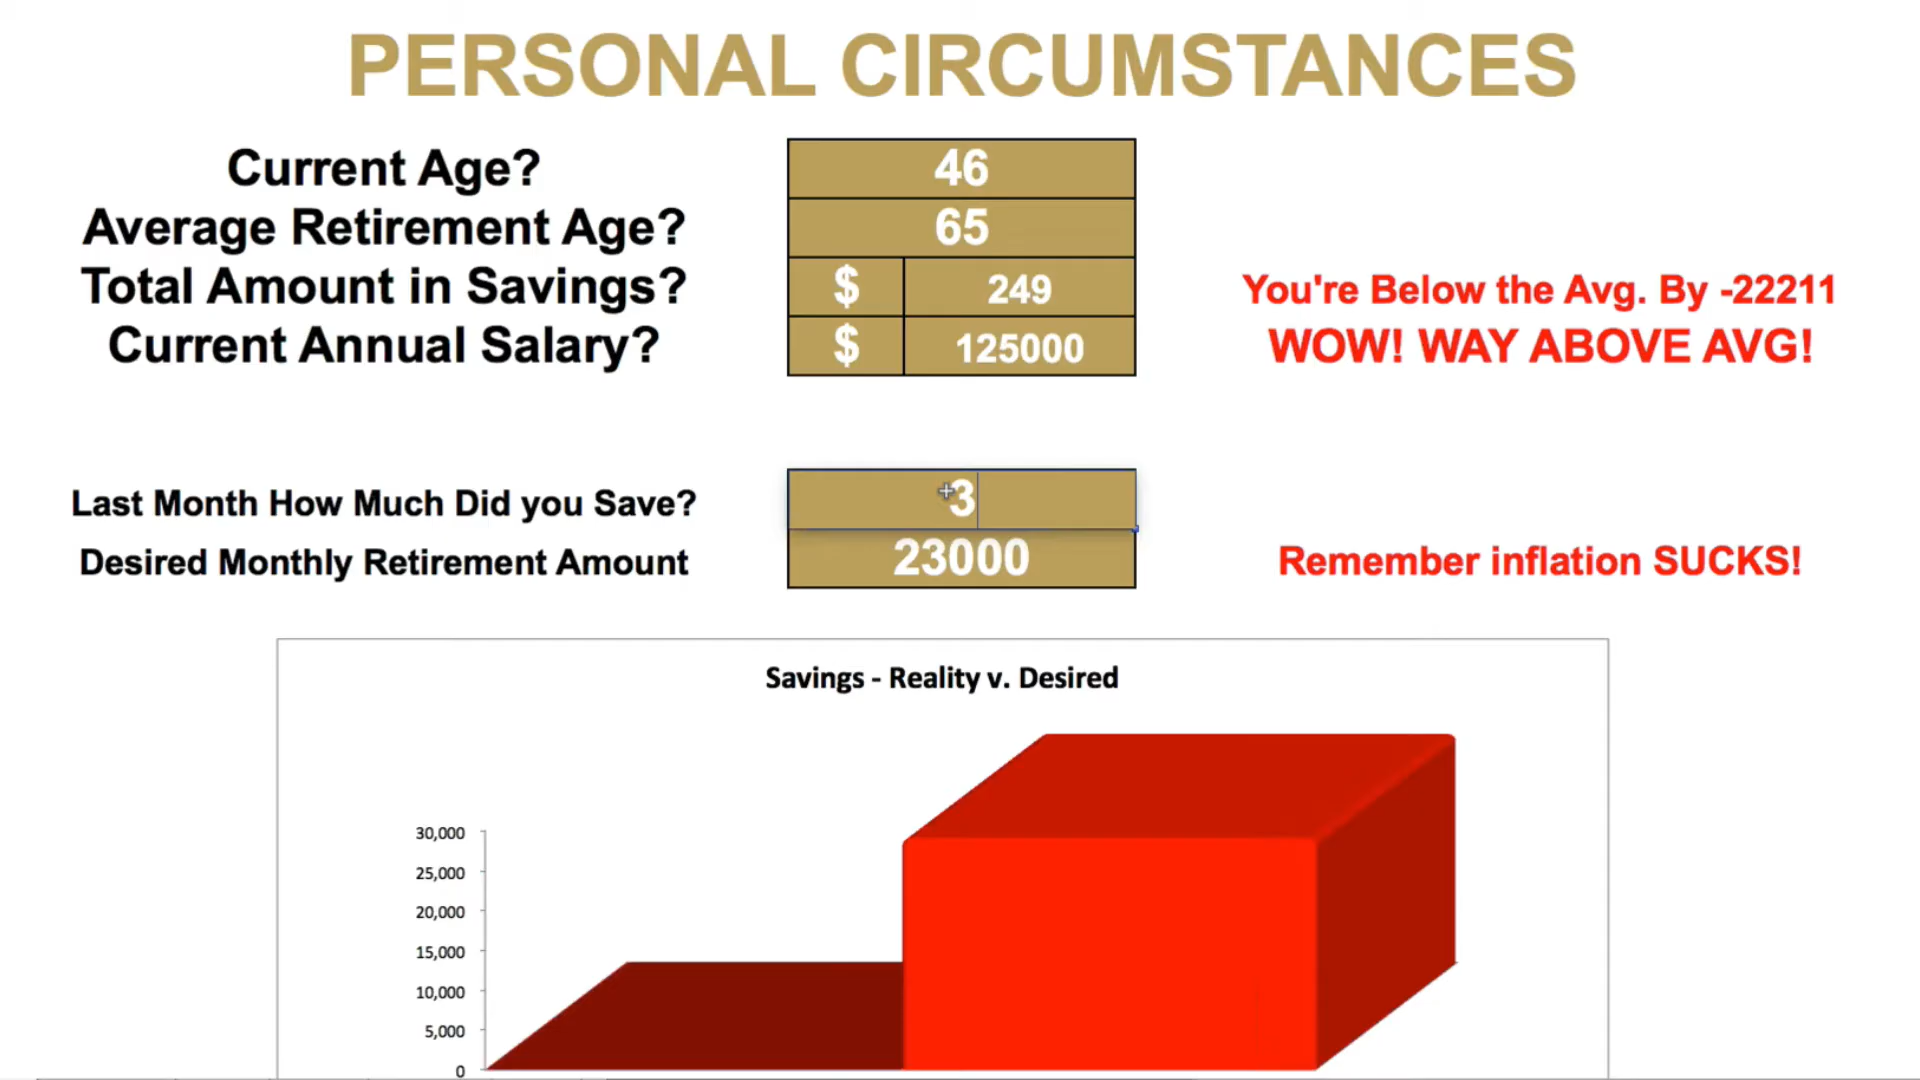 PERSONAL CIRCUMSTANCES
Current Age? 46
Average Retirement Age? 65
Total Amount in Savings? $ 249 You're Below the Avg. By -22211
Current Annual Salary? $ 125000 WOW! WAY ABOVE AVG!
Last Month How Much Did you Save? 3
Desired Monthly Retirement Amount 23000 Remember inflation SUCKS!
Savings - Reality v. Desired
30,000
25,000
20,000
15,000
10,000
5,000
0